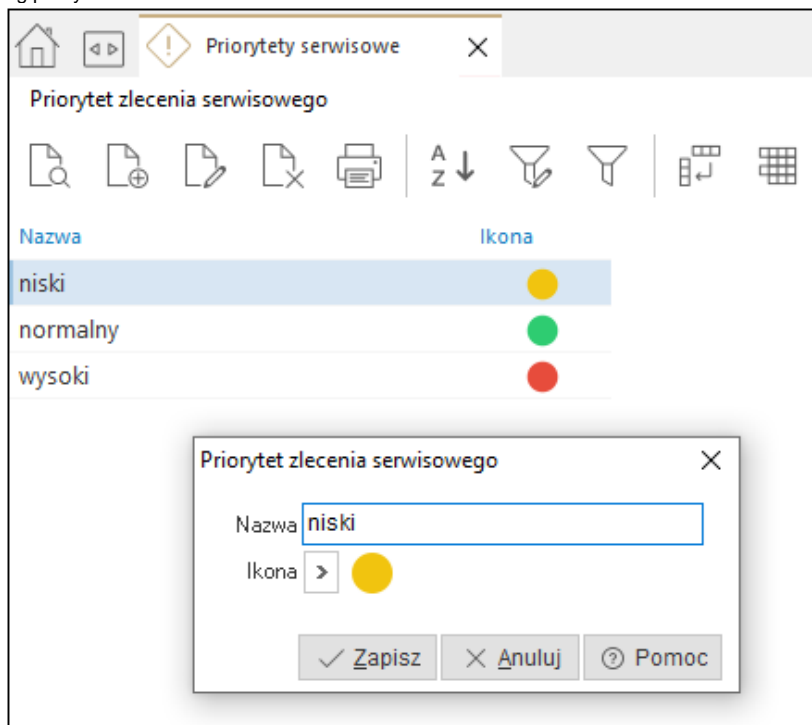 Priorytety serwisowe
Priorytet zlecenia serwisowego
A
Z
Nazwa Ikona
niski
normalny
wysoki
Priorytet zlecenia serwisowego
Nazwa niski
Ikona
Zapisz Anuluj Pomoc